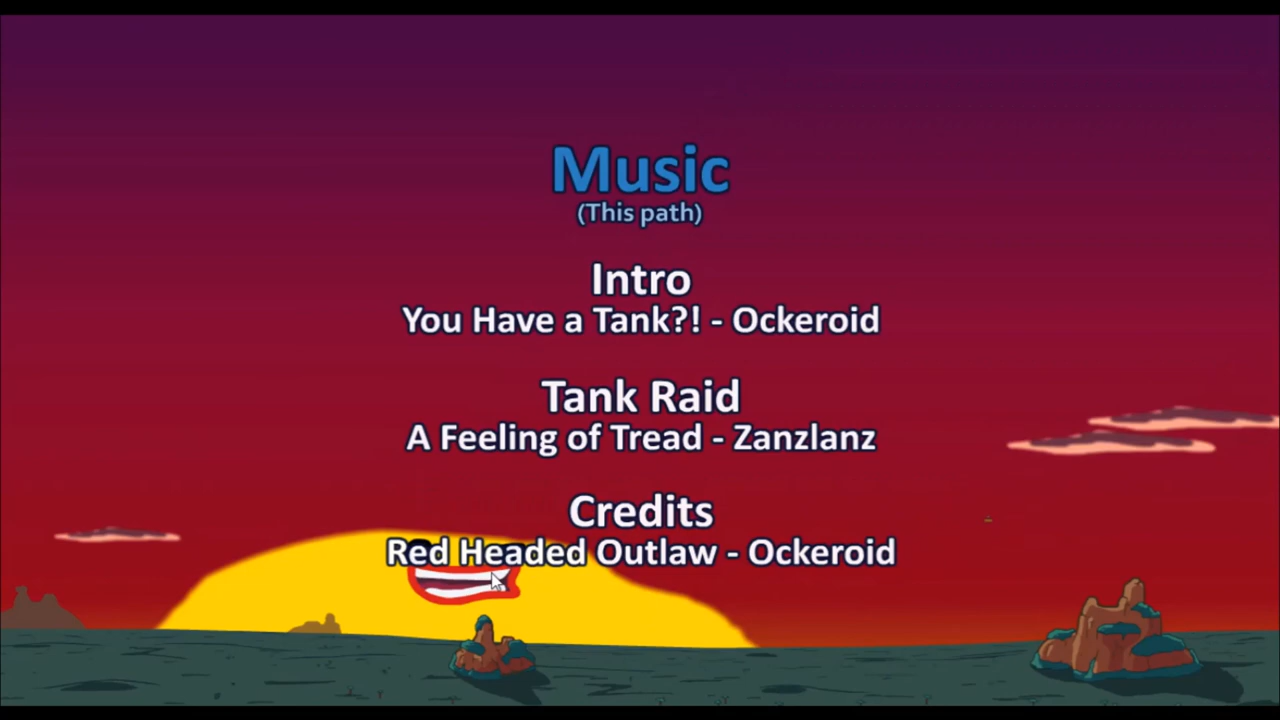 Music
(This path)
Intro
You Have a Tank?! - Ockeroid
Tank Raid
A Feeling of Tread - Zanzlanz
Credits
Red Headed Outlaw - Ockeroid